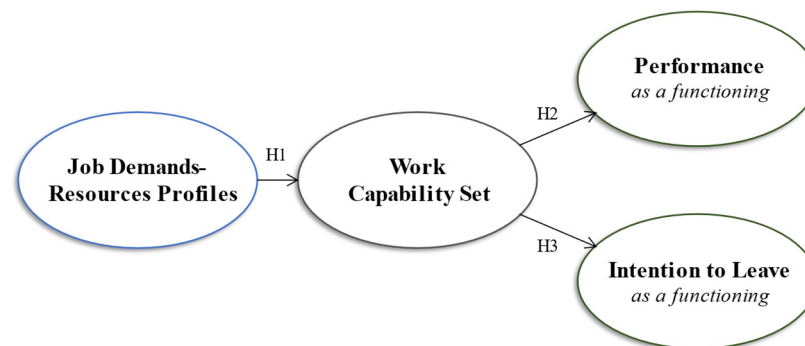 Job Demands-
Resources Profiles
H1
Work
Capability Set
H2
Performance
as a functioning
H3
Intention to Leave
as a functioning